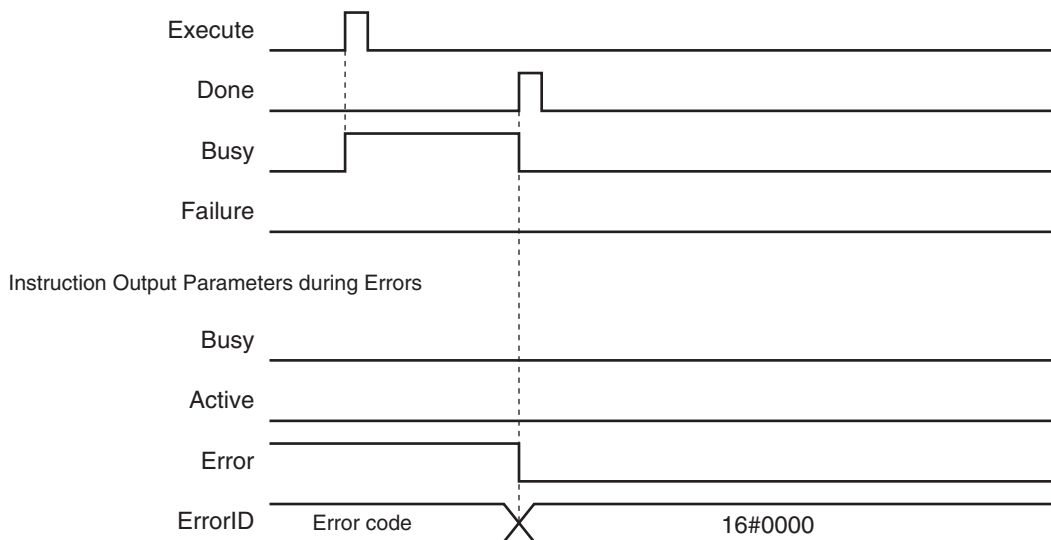 Execute
Done
Busy
Failure
Instruction Output Parameters during Errors
Busy
Active
Error
ErrorID Error code 16#0000